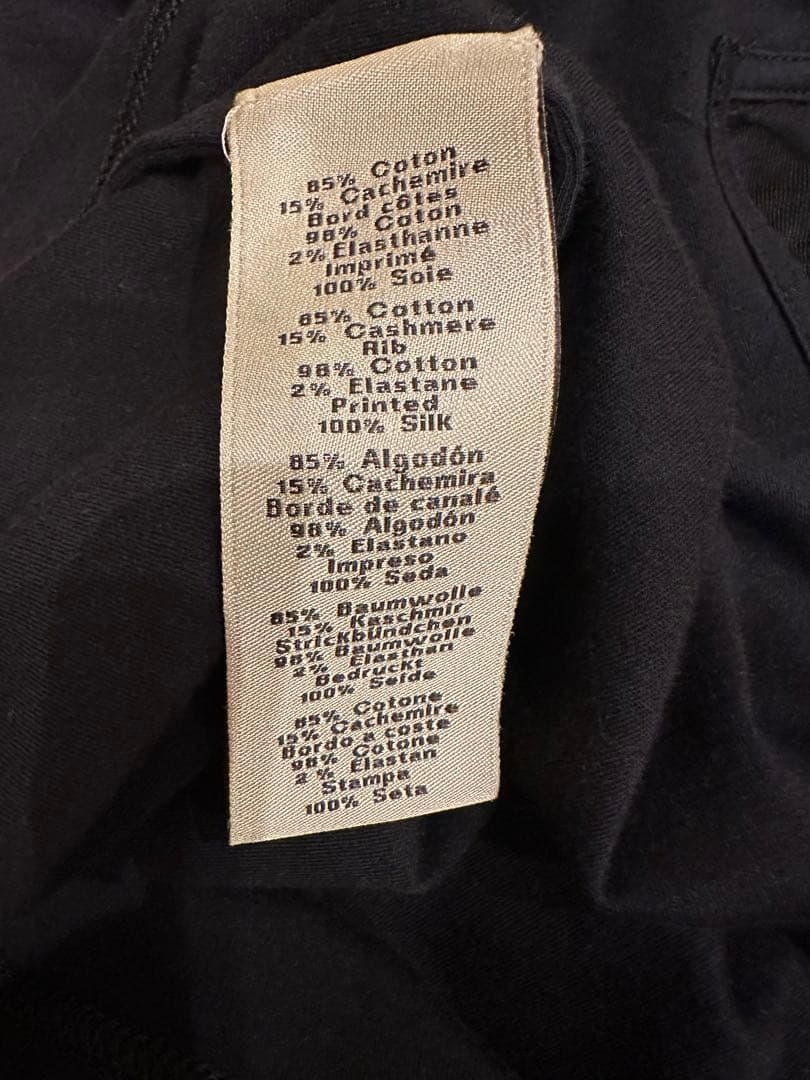 85% Coton
15% Cachemire
Bord côtes
98% Coton
2% Elasthanne
Imprimé
100% Soie
85% Cotton
15% Cashmere
Rib
98% Cotton
2% Elastane
Printed
100% Silk
85% Algodón
15% Cachemira
Borde de canalé
98% Algodón
2% Elastano
Impreso
100% Seda
85% Baumwolle
15% Kaschmir
Strickbündchen
98% Baumwolle
2% Elasthan
Bedruckt
100% Seide
85% Cotone
15% Cachemire
Bordo a coste
98% Cotone
2 % Elastan
Stampa
100% Seta